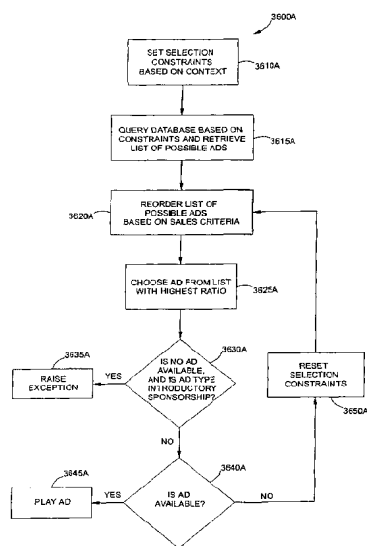 3600A
SET SELECTION
CONSTRAINTS
BASED ON CONTEXT
3610A
QUERY DATABASE BASED ON
CONSTRAINTS AND RETRIEVE
LIST OF POSSIBLE ADS
3615A
REORDER LIST OF
POSSIBLE ADS
BASED ON SALES CRITERIA
3620A
CHOOSE AD FROM LIST
WITH HIGHEST RATIO
3625A
IS NO AD
AVAILABLE,
AND IS AD TYPE
INTRODUCTORY
SPONSORSHIP?
3630A
YES
3635A
RAISE
EXCEPTION
RESET
SELECTION
CONSTRAINTS
3650A
NO
IS AD
AVAILABLE?
3640A
YES
NO
3645A
PLAY AD